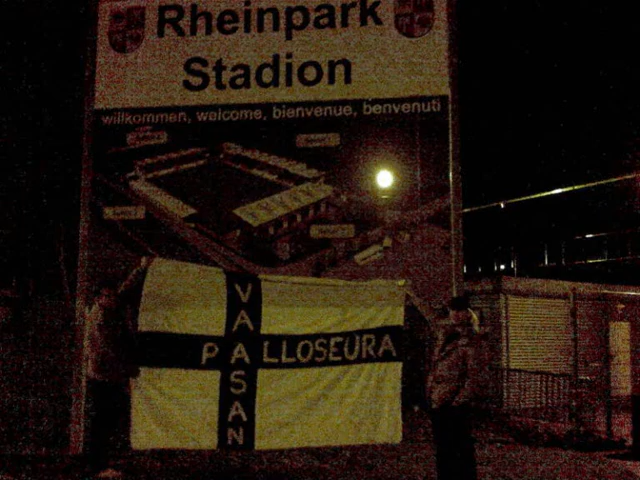 Rheinpark
Stadion
willkommen, welcome, bienvenue, benvenuti
VAASAN
PALLOSEURA